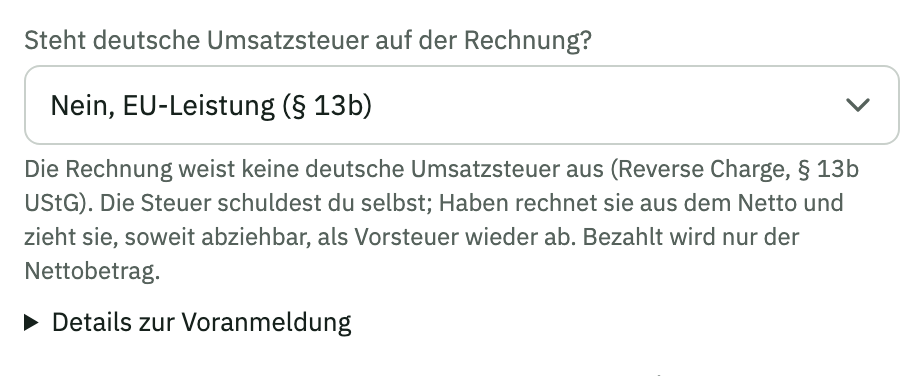 Steht deutsche Umsatzsteuer auf der Rechnung?
Nein, EU-Leistung (§ 13b)
Die Rechnung weist keine deutsche Umsatzsteuer aus (Reverse Charge, § 13b
UStG). Die Steuer schuldest du selbst; Haben rechnet sie aus dem Netto und
zieht sie, soweit abziehbar, als Vorsteuer wieder ab. Bezahlt wird nur der
Nettobetrag.
Details zur Voranmeldung